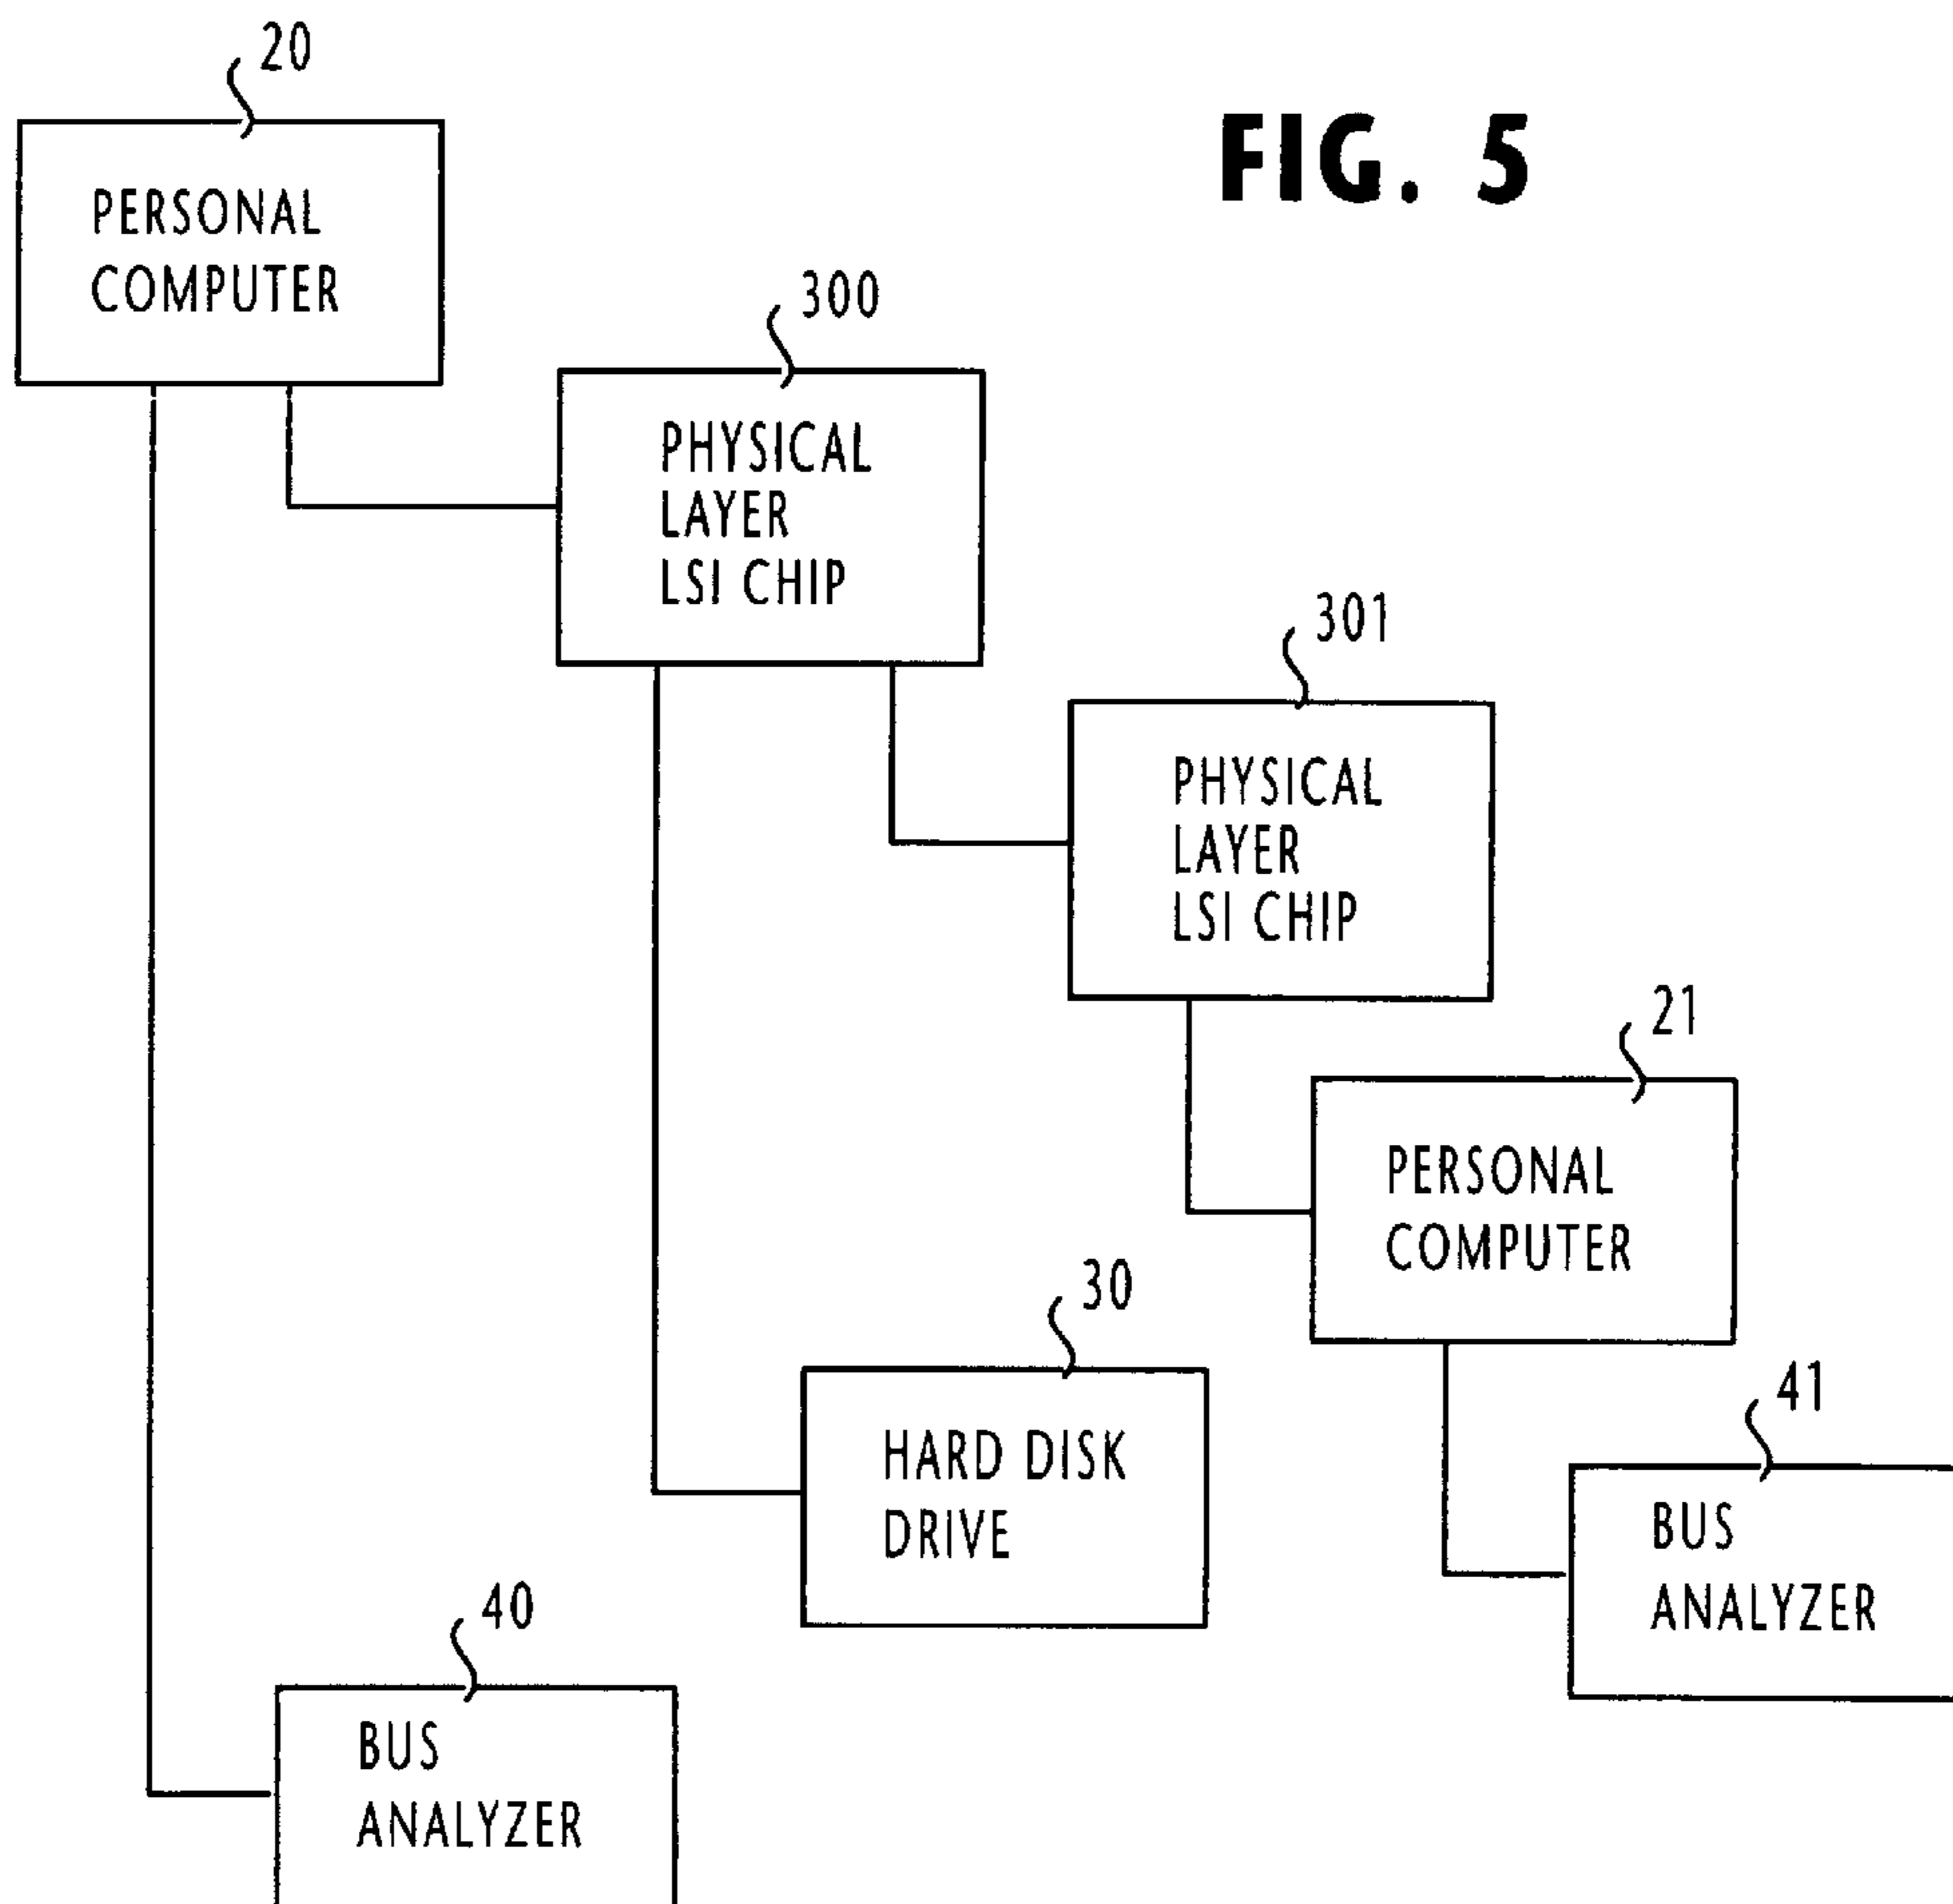 20
FIG. 5
PERSONAL
COMPUTER
300
PHYSICAL
LAYER
LSI CHIP
301
PHYSICAL
LAYER
LSI CHIP
21
PERSONAL
COMPUTER
30
HARD DISK
DRIVE
41
BUS
ANALYZER
40
BUS
ANALYZER